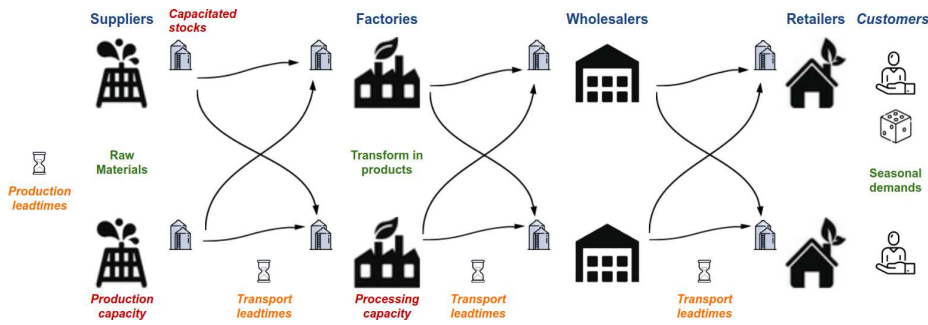 Suppliers
Capacitated
stocks
Factories
Wholesalers
Retailers
Customers
Raw
Materials
Transform in
products
Production
leadtimes
Seasonal
demands
Production
capacity
Transport
leadtimes
Processing
capacity
Transport
leadtimes
Transport
leadtimes